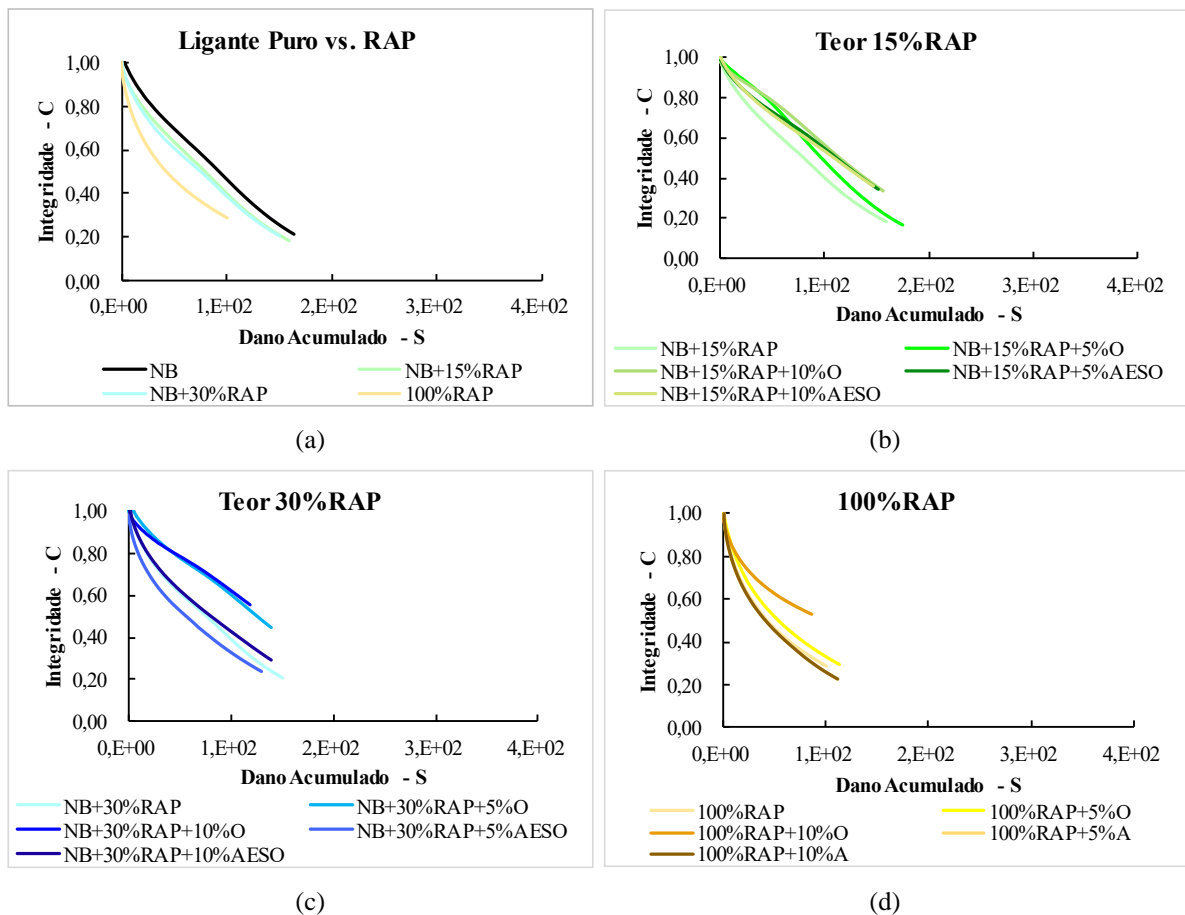 Ligante Puro vs. RAP
Integridade - C
1,00
0,80
0,60
0,40
0,20
0,00
0,E+00 1,E+02 2,E+02 3,E+02 4,E+02
Dano Acumulado - S
NB NB+15%RAP
NB+30%RAP 100%RAP
(a)
Teor 15%RAP
Integridade - C
1,00
0,80
0,60
0,40
0,20
0,00
0,E+00 1,E+02 2,E+02 3,E+02 4,E+02
Dano Acumulado - S
NB+15%RAP NB+15%RAP+5%O
NB+15%RAP+10%O NB+15%RAP+5%AESO
NB+15%RAP+10%AESO
(b)
Teor 30%RAP
Integridade - C
1,00
0,80
0,60
0,40
0,20
0,00
0,E+00 1,E+02 2,E+02 3,E+02 4,E+02
Dano Acumulado - S
NB+30%RAP NB+30%RAP+5%O
NB+30%RAP+10%O NB+30%RAP+5%AESO
NB+30%RAP+10%AESO
(c)
100%RAP
Integridade - C
1,00
0,80
0,60
0,40
0,20
0,00
0,E+00 1,E+02 2,E+02 3,E+02 4,E+02
Dano Acumulado - S
100%RAP 100%RAP+5%O
100%RAP+10%O 100%RAP+5%A
100%RAP+10%A
(d)